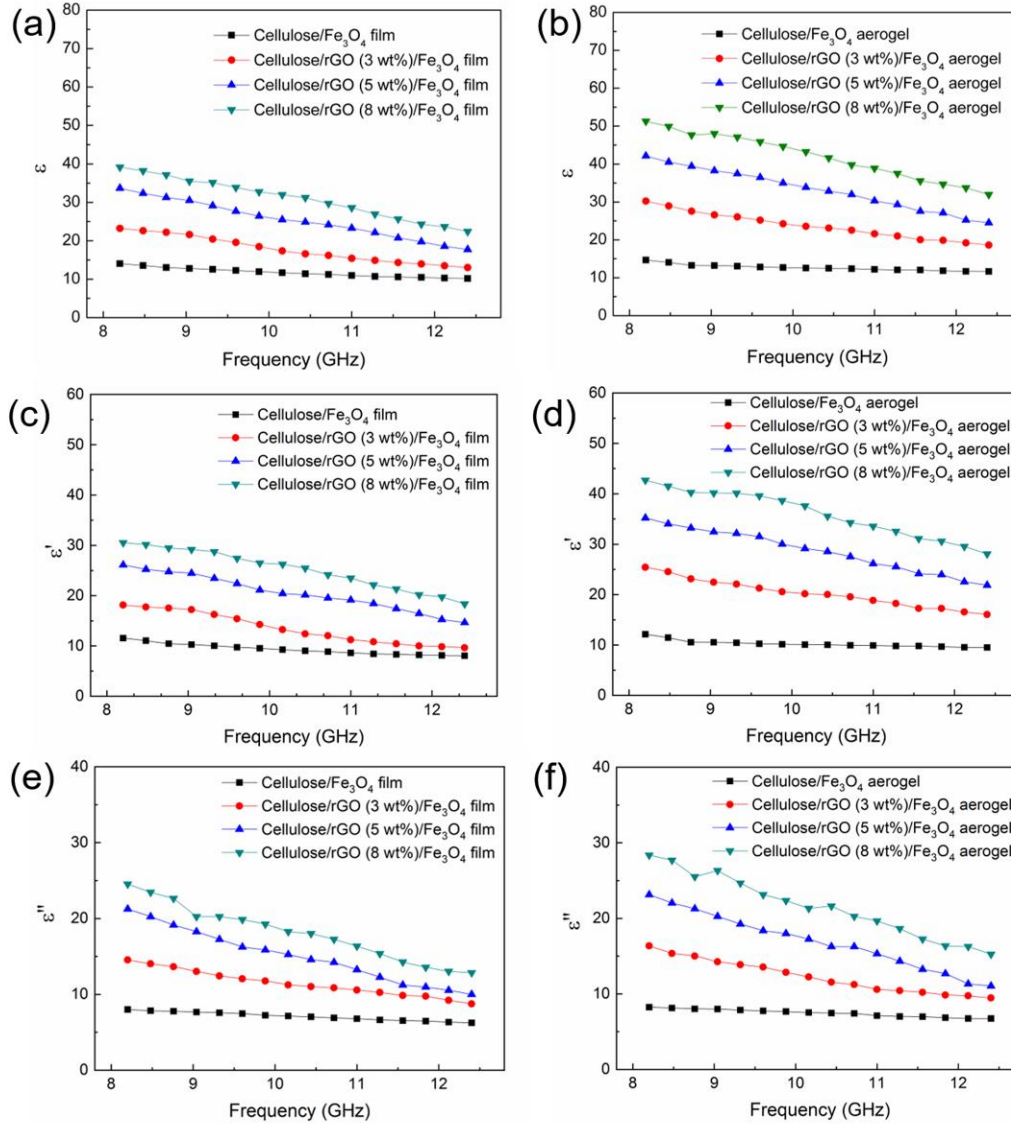 (a)
80
70
60
50
40
30
20
10
0
ε
Cellulose/Fe₃O₄ film
Cellulose/rGO (3 wt%)/Fe₃O₄ film
Cellulose/rGO (5 wt%)/Fe₃O₄ film
Cellulose/rGO (8 wt%)/Fe₃O₄ film
8 9 10 11 12
Frequency (GHz)
(b)
80
70
60
50
40
30
20
10
0
ε
Cellulose/Fe₃O₄ aerogel
Cellulose/rGO (3 wt%)/Fe₃O₄ aerogel
Cellulose/rGO (5 wt%)/Fe₃O₄ aerogel
Cellulose/rGO (8 wt%)/Fe₃O₄ aerogel
8 9 10 11 12
Frequency (GHz)
(c)
60
50
40
30
20
10
0
ε'
Cellulose/Fe₃O₄ film
Cellulose/rGO (3 wt%)/Fe₃O₄ film
Cellulose/rGO (5 wt%)/Fe₃O₄ film
Cellulose/rGO (8 wt%)/Fe₃O₄ film
8 9 10 11 12
Frequency (GHz)
(d)
60
50
40
30
20
10
0
ε'
Cellulose/Fe₃O₄ aerogel
Cellulose/rGO (3 wt%)/Fe₃O₄ aerogel
Cellulose/rGO (5 wt%)/Fe₃O₄ aerogel
Cellulose/rGO (8 wt%)/Fe₃O₄ aerogel
8 9 10 11 12
Frequency (GHz)
(e)
40
30
20
10
0
ε''
Cellulose/Fe₃O₄ film
Cellulose/rGO (3 wt%)/Fe₃O₄ film
Cellulose/rGO (5 wt%)/Fe₃O₄ film
Cellulose/rGO (8 wt%)/Fe₃O₄ film
8 9 10 11 12
Frequency (GHz)
(f)
40
30
20
10
0
ε''
Cellulose/Fe₃O₄ aerogel
Cellulose/rGO (3 wt%)/Fe₃O₄ aerogel
Cellulose/rGO (5 wt%)/Fe₃O₄ aerogel
Cellulose/rGO (8 wt%)/Fe₃O₄ aerogel
8 9 10 11 12
Frequency (GHz)